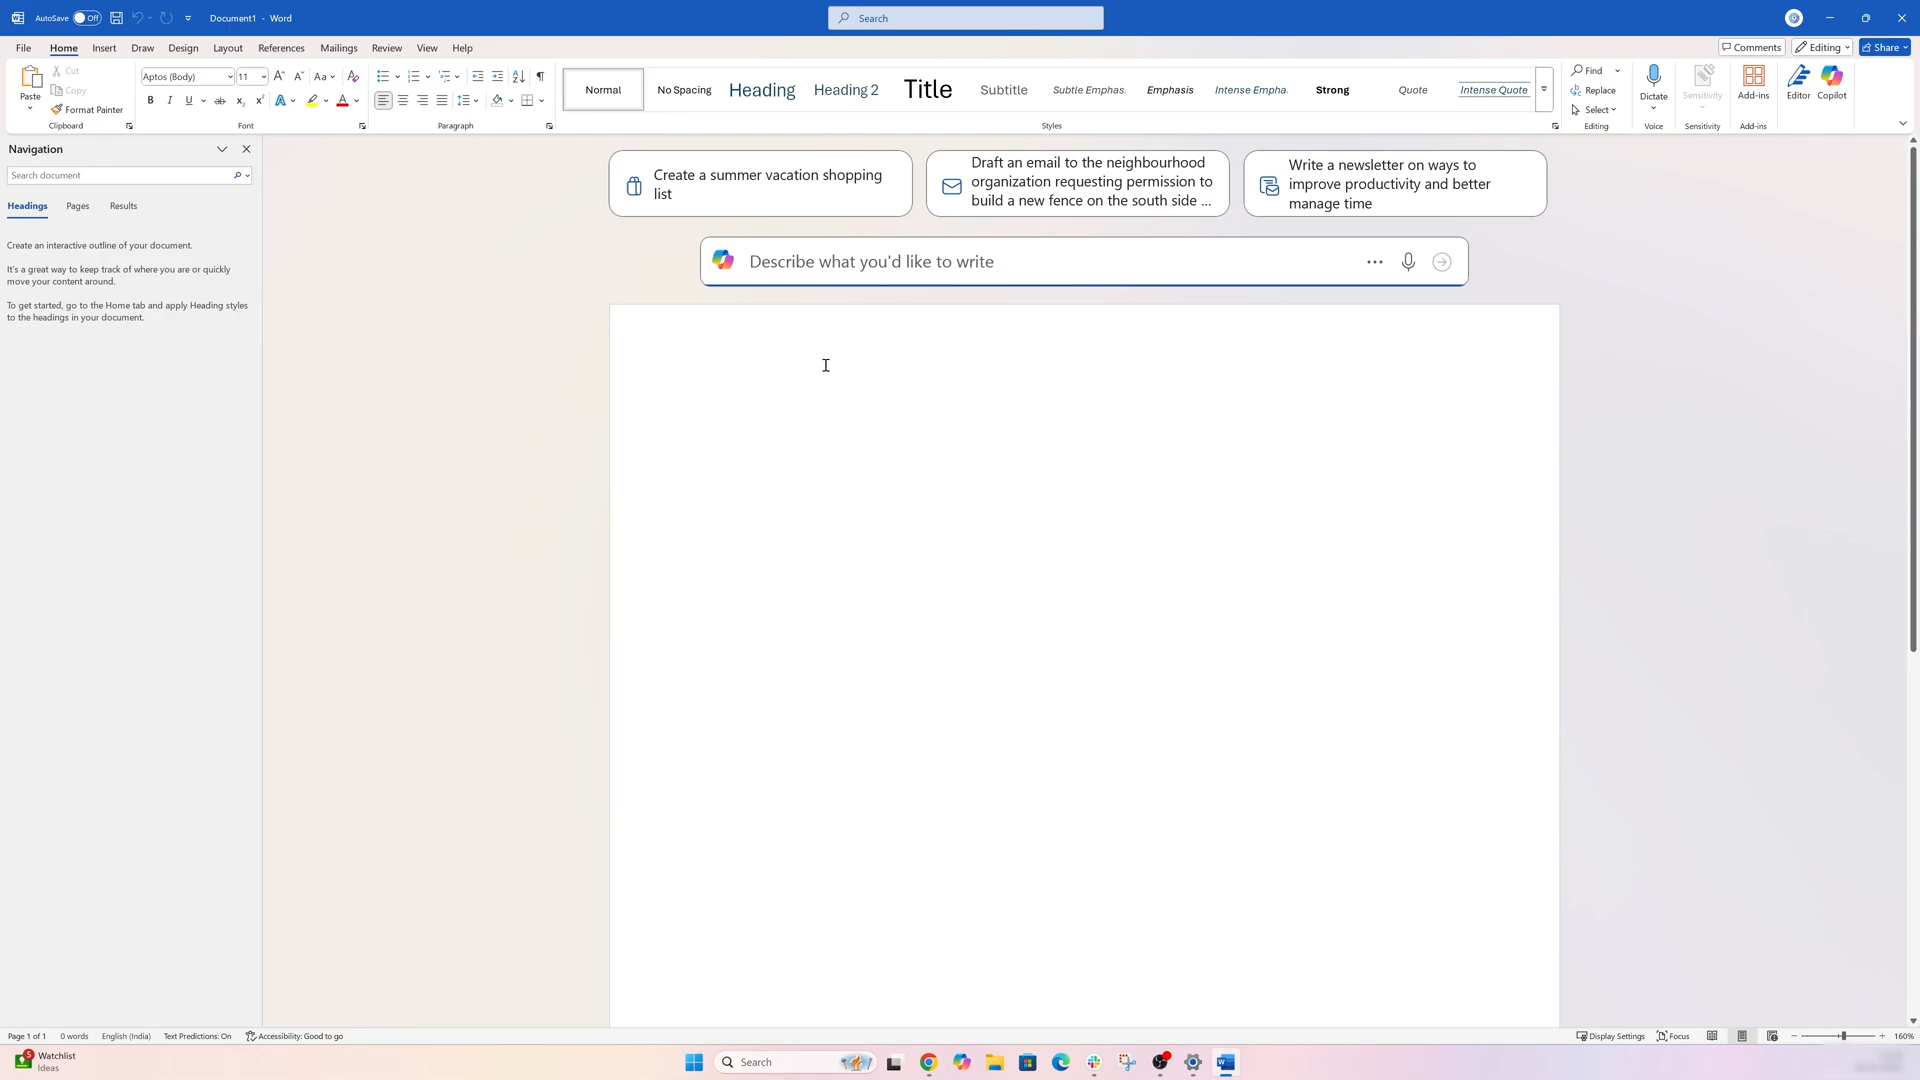 AutoSave Off Document1 - Word Search
File Home Insert Draw Design Layout References Mailings Review View Help Comments Editing Share
Paste Cut Copy Format Painter Clipboard
Aptos (Body) 11 Aa
B I U ab x₂ x² A A Font
Paragraph
Normal No Spacing Heading Heading 2 Title Subtitle Subtle Emphas. Emphasis Intense Empha. Strong Quote Intense Quote
Styles
Find Replace Select Editing
Dictate Voice
Sensitivity Sensitivity
Add-ins Add-ins
Editor Copilot
Navigation
Search document
Headings Pages Results
Create an interactive outline of your document.
It's a great way to keep track of where you are or quickly
move your content around.
To get started, go to the Home tab and apply Heading styles
to the headings in your document.
Create a summer vacation shopping
list
Draft an email to the neighbourhood
organization requesting permission to
build a new fence on the south side ...
Write a newsletter on ways to
improve productivity and better
manage time
Describe what you'd like to write
Page 1 of 1 0 words English (India) Text Predictions: On Accessibility: Good to go Display Settings Focus 160%
5 Watchlist
Ideas
Search